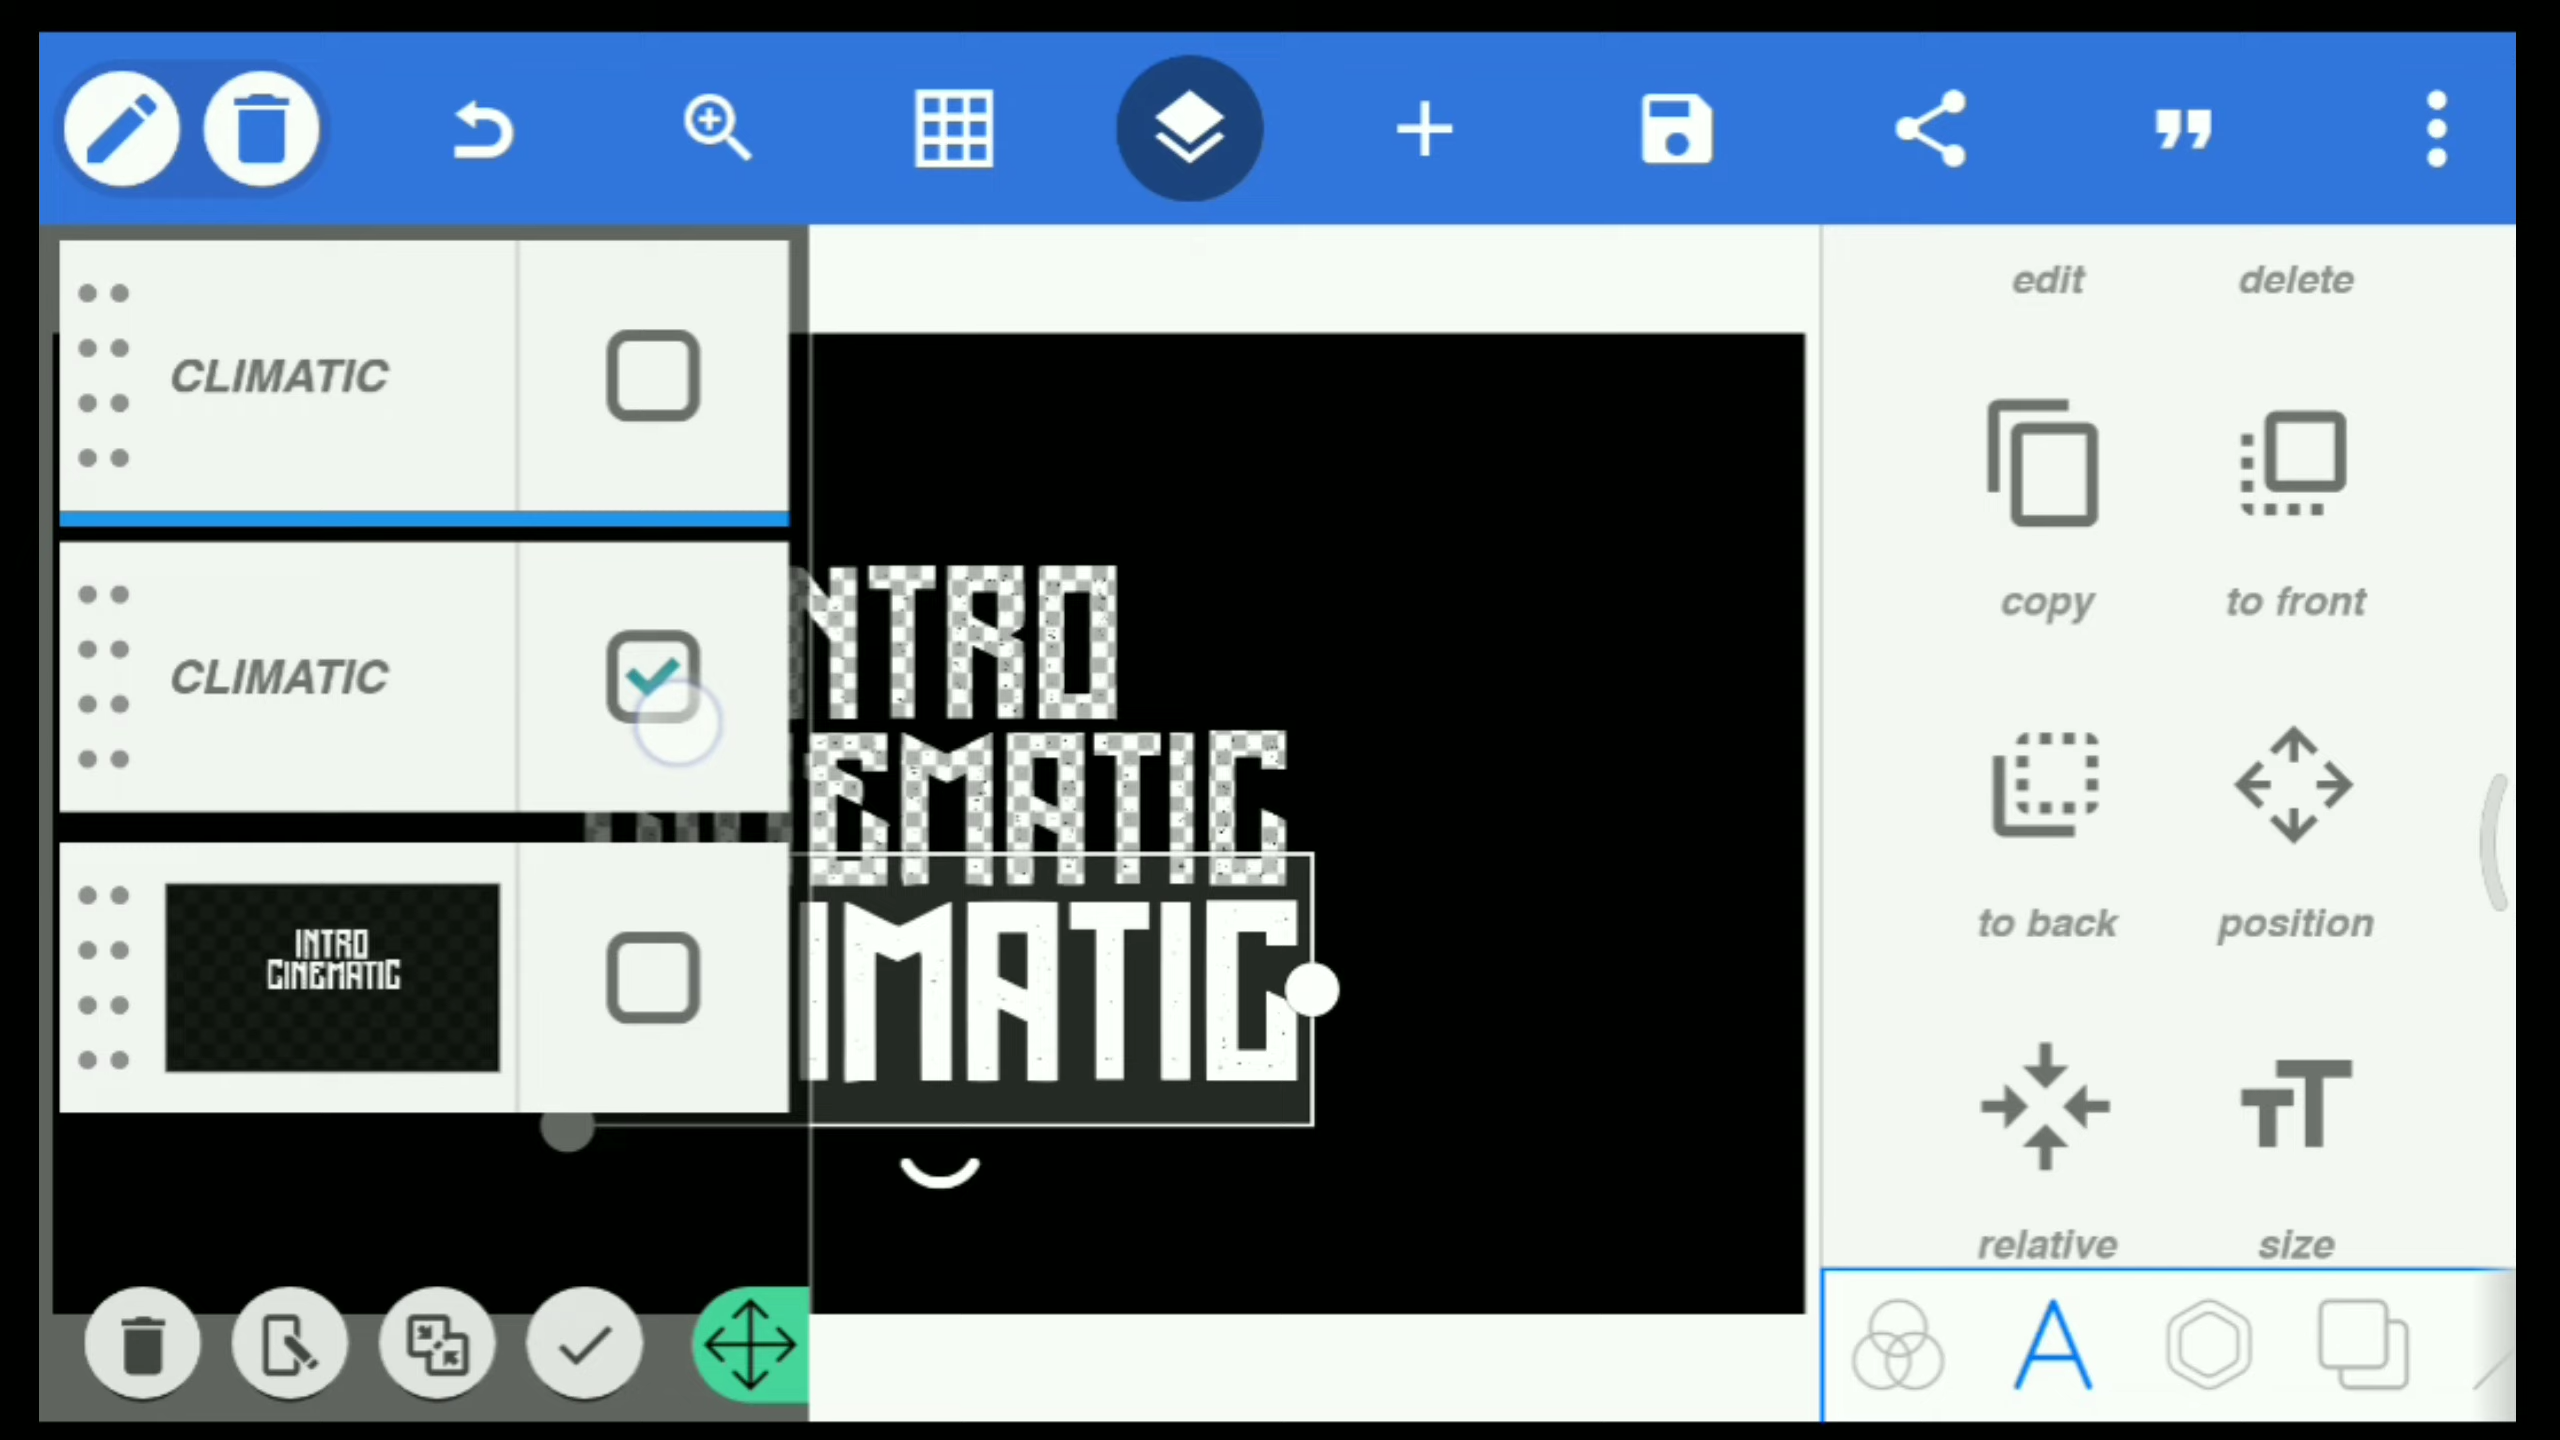 edit delete
CLIMATIC
copy to front
CLIMATIC
NTRO
EMATIC
to back position
INTRO
CINEMATIC
IMATIC
relative size